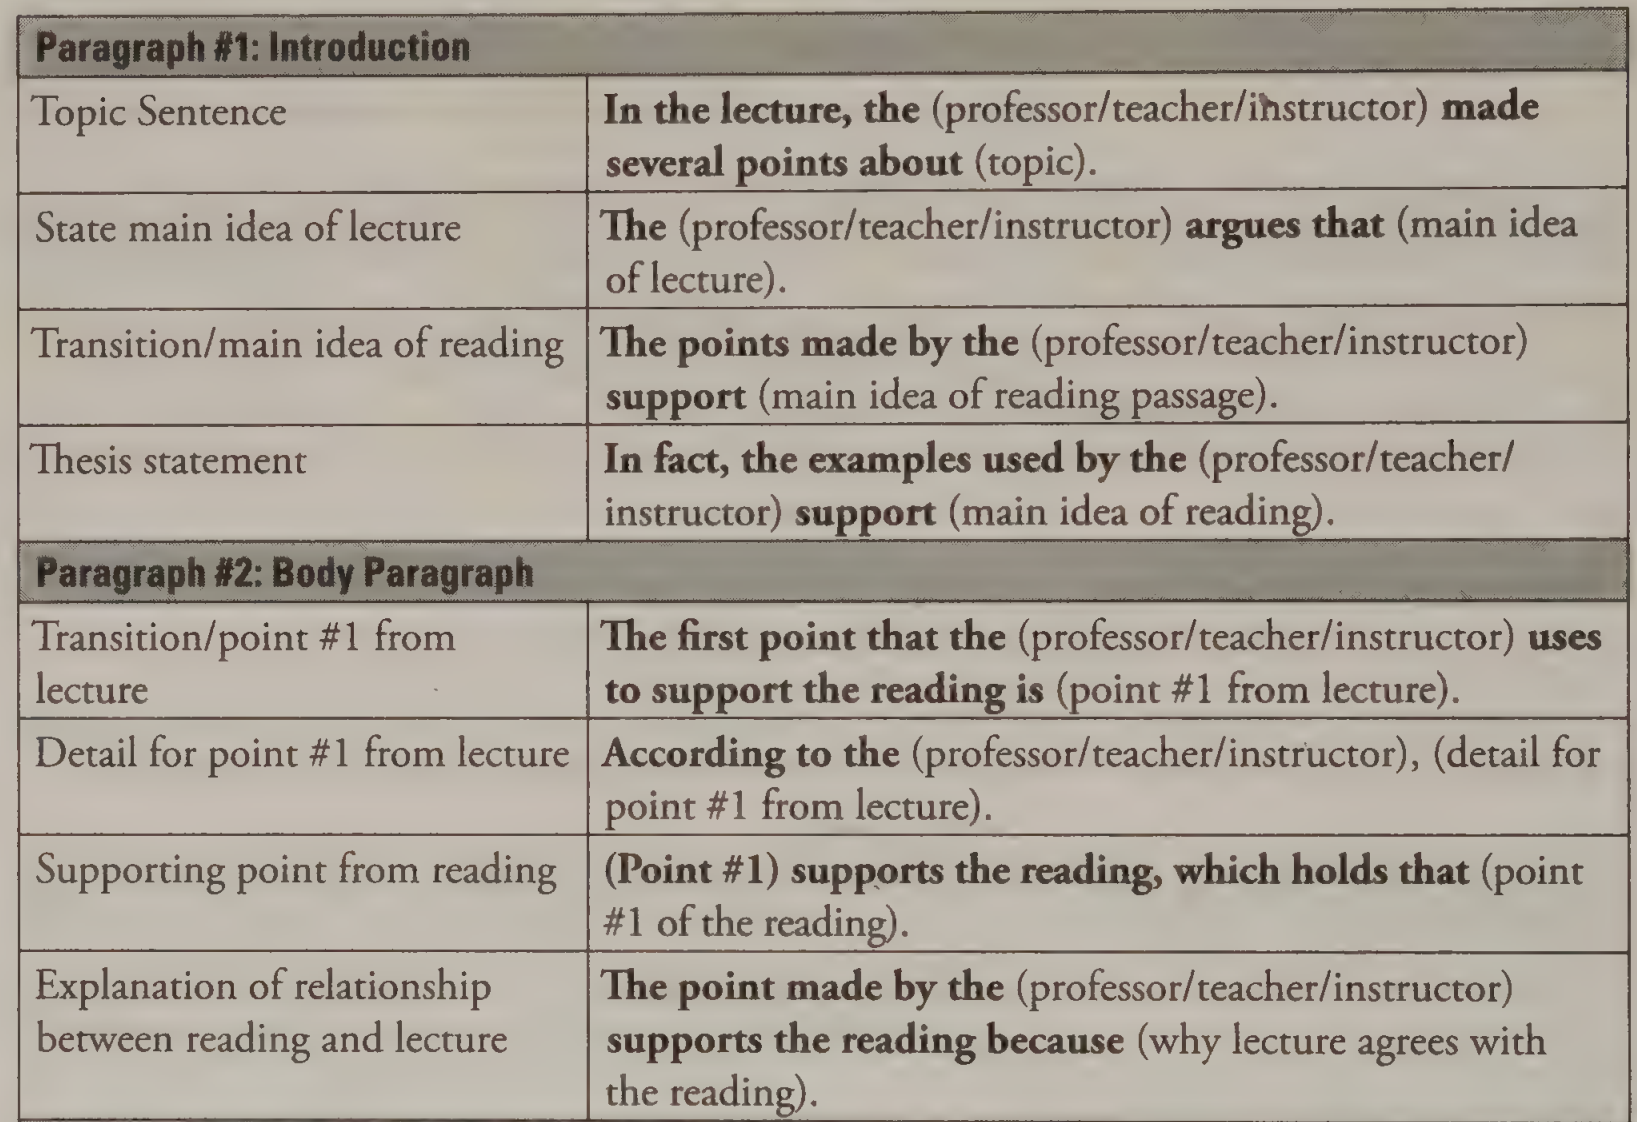 Paragraph #1: Introduction
Topic Sentence
In the lecture, the (professor/teacher/instructor) made
several points about (topic).
State main idea of lecture
The (professor/teacher/instructor) argues that (main idea
of lecture).
Transition/main idea of reading
The points made by the (professor/teacher/instructor)
support (main idea of reading passage).
Thesis statement
In fact, the examples used by the (professor/teacher/
instructor) support (main idea of reading).
Paragraph #2: Body Paragraph
Transition/point #1 from
lecture
The first point that the (professor/teacher/instructor) uses
to support the reading is (point #1 from lecture).
Detail for point #1 from lecture
According to the (professor/teacher/instructor), (detail for
point #1 from lecture).
Supporting point from reading
(Point #1) supports the reading, which holds that (point
#1 of the reading).
Explanation of relationship
between reading and lecture
The point made by the (professor/teacher/instructor)
supports the reading because (why lecture agrees with
the reading).